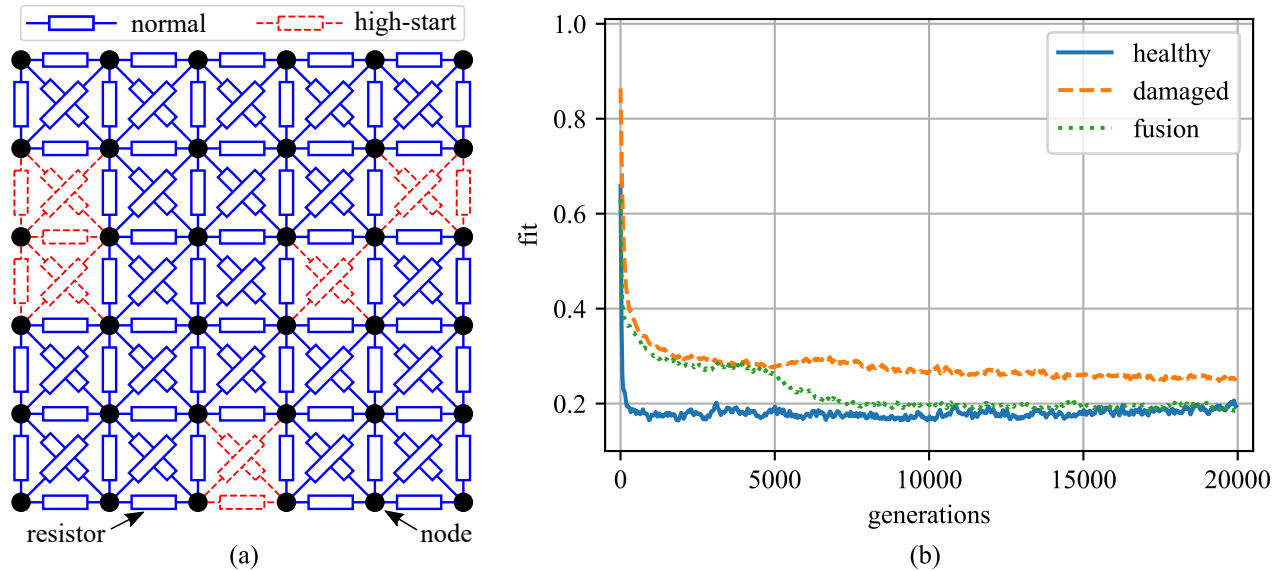 normal
high-start
resistor
node
(a)
1.0
0.8
0.6
0.4
0.2
fit
0
5000
10000
15000
20000
generations
healthy
damaged
fusion
(b)